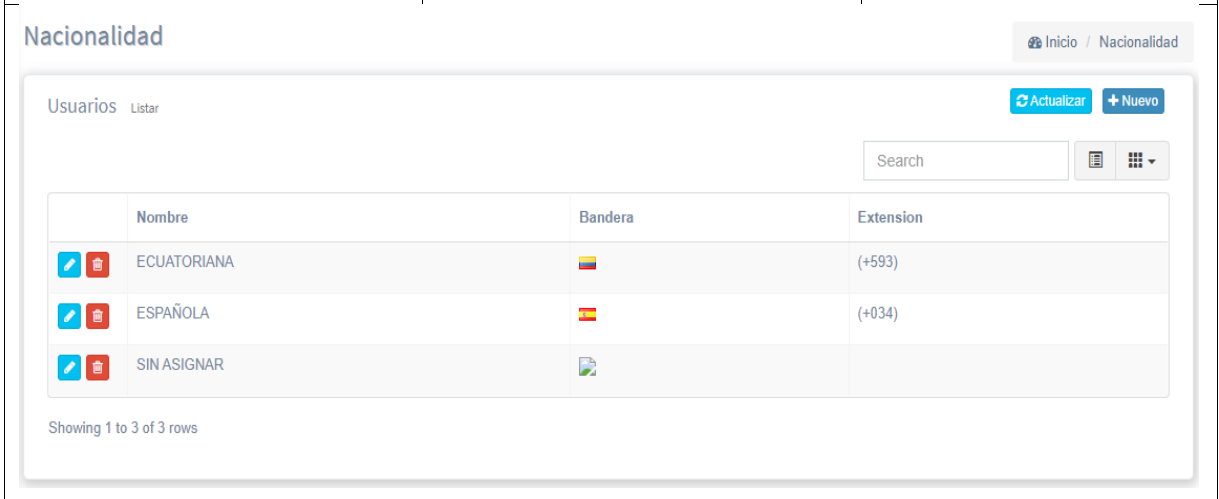 Nacionalidad
Inicio / Nacionalidad
Usuarios Listar
Actualizar
Nuevo
Search
Nombre Bandera Extension
ECUATORIANA (+593)
ESPAÑOLA (+034)
SIN ASIGNAR
Showing 1 to 3 of 3 rows